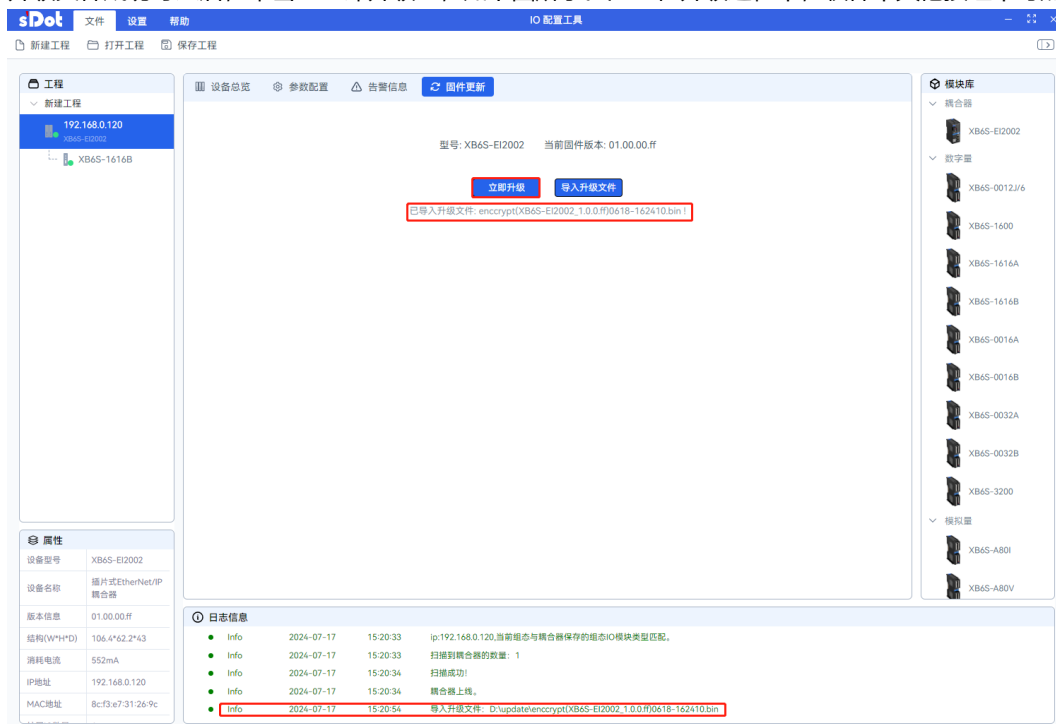 sDot 文件 设置 帮助 IO 配置工具
新建工程 打开工程 保存工程
工程
新建工程
192.168.0.120
XB6S-EI2002
XB6S-1616B
设备总览 参数配置 告警信息 固件更新
型号: XB6S-EI2002 当前固件版本: 01.00.00.ff
立即升级 导入升级文件
已导入升级文件: enccrypt(XB6S-EI2002_1.0.0.ff)0618-162410.bin !
模块库
耦合器
XB6S-EI2002
数字量
XB6S-0012J/6
XB6S-1600
XB6S-1616A
XB6S-1616B
XB6S-0016A
XB6S-0016B
XB6S-0032A
XB6S-0032B
XB6S-3200
模拟量
XB6S-A80I
XB6S-A80V
属性
设备型号 XB6S-EI2002
设备名称 插片式EtherNet/IP
耦合器
版本信息 01.00.00.ff
结构(W*H*D) 106.4*62.2*43
消耗电流 552mA
IP地址 192.168.0.120
MAC地址 8c:f3:e7:31:26:9c
日志信息
Info 2024-07-17 15:20:33 ip:192.168.0.120,当前组态与耦合器保存的组态IO模块类型匹配。
Info 2024-07-17 15:20:33 扫描到耦合器的数量: 1
Info 2024-07-17 15:20:34 扫描成功!
Info 2024-07-17 15:20:34 耦合器上线。
Info 2024-07-17 15:20:54 导入升级文件: D:\update\enccrypt(XB6S-EI2002_1.0.0.ff)0618-162410.bin